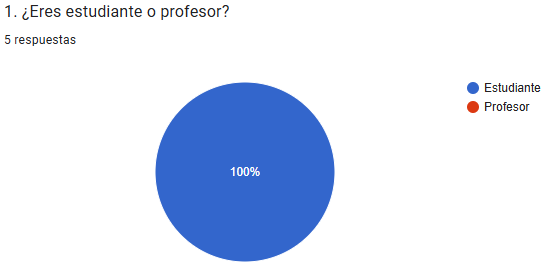 1. ¿Eres estudiante o profesor?
5 respuestas
Estudiante
Profesor
100%